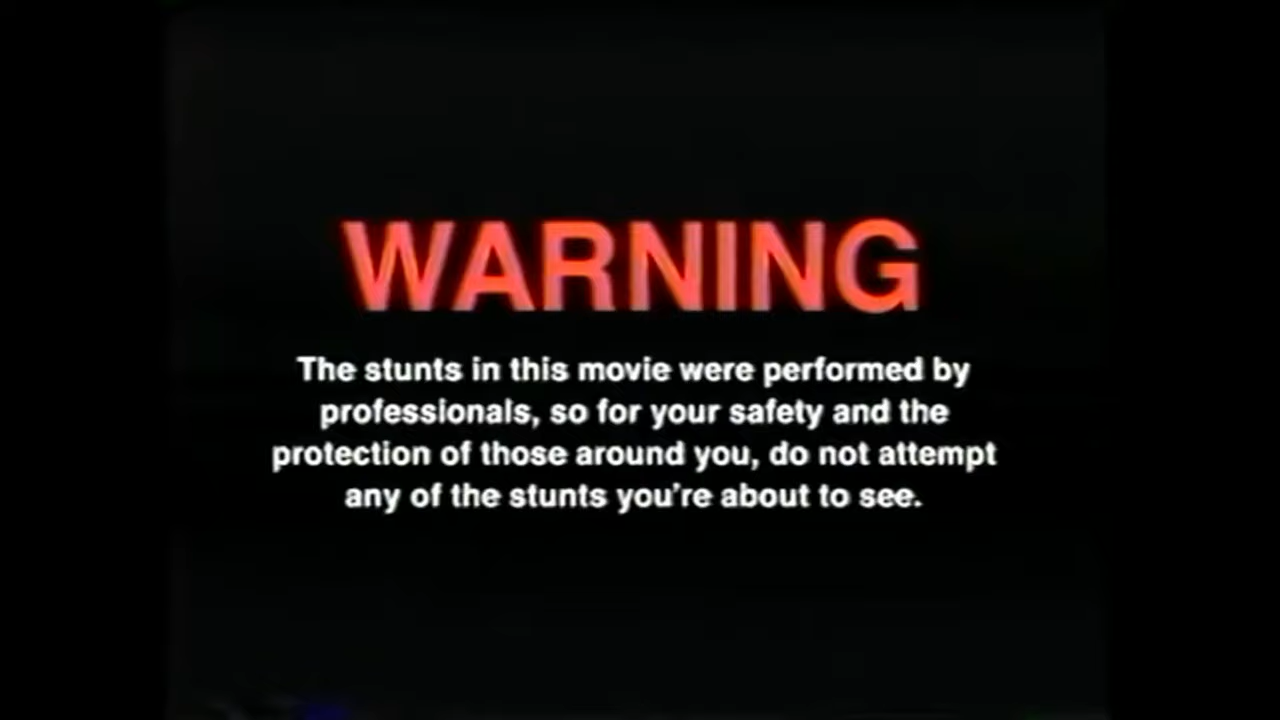 WARNING
The stunts in this movie were performed by
professionals, so for your safety and the
protection of those around you, do not attempt
any of the stunts you're about to see.